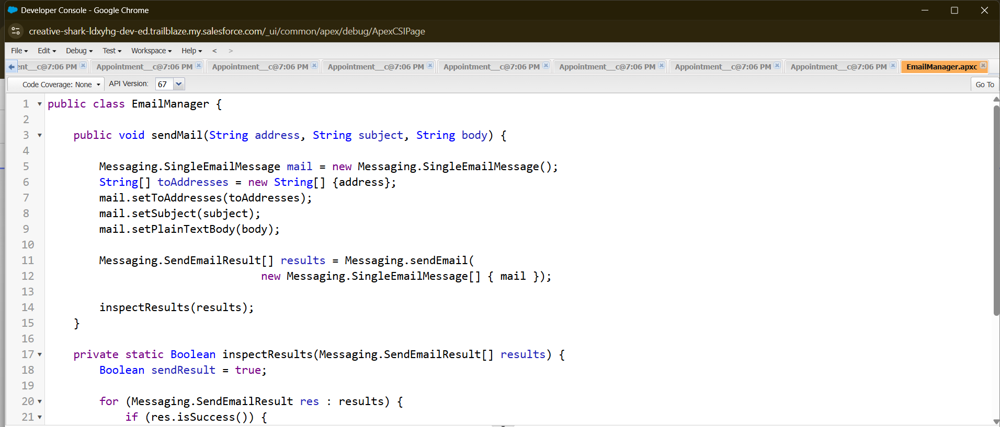 Developer Console - Google Chrome
creative-shark-ldxyhg-dev-ed.trailblaze.my.salesforce.com/_ui/common/apex/debug/ApexCSIPage
File Edit Debug Test Workspace Help < >
ent__c@7:06 PM Appointment__c@7:06 PM Appointment__c@7:06 PM Appointment__c@7:06 PM Appointment__c@7:06 PM Appointment__c@7:06 PM Appointment__c@7:06 PM Appointment__c@7:06 PM EmailManager.apxc
Code Coverage: None API Version: 67 Go To
1 public class EmailManager {
2
3     public void sendMail(String address, String subject, String body) {
4
5         Messaging.SingleEmailMessage mail = new Messaging.SingleEmailMessage();
6         String[] toAddresses = new String[] {address};
7         mail.setToAddresses(toAddresses);
8         mail.setSubject(subject);
9         mail.setPlainTextBody(body);
10
11         Messaging.SendEmailResult[] results = Messaging.sendEmail(
12                                  new Messaging.SingleEmailMessage[] { mail });
13
14         inspectResults(results);
15     }
16
17     private static Boolean inspectResults(Messaging.SendEmailResult[] results) {
18         Boolean sendResult = true;
19
20         for (Messaging.SendEmailResult res : results) {
21             if (res.isSuccess()) {